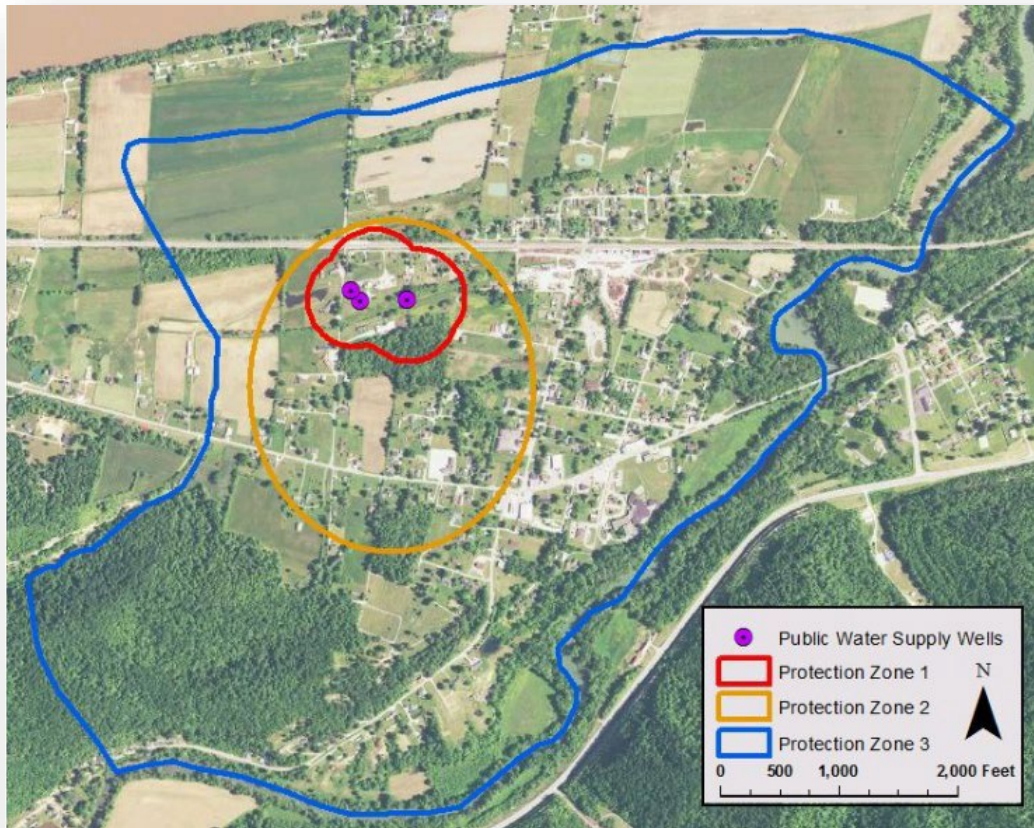 Public Water Supply Wells
Protection Zone 1
N
Protection Zone 2
Protection Zone 3
0 500 1,000 2,000 Feet